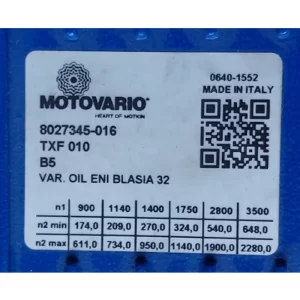 0640-1552
MADE IN ITALY
MOTOVARIO®
HEART OF MOTION
8027345-016
TXF 010
B5
VAR. OIL ENI BLASIA 32
n1 900 1140 1400 1750 2800 3500
n2 min 174,0 209,0 270,0 324,0 540,0 648,0
n2 max 611,0 734,0 950,0 1140,0 1900,0 2280,0